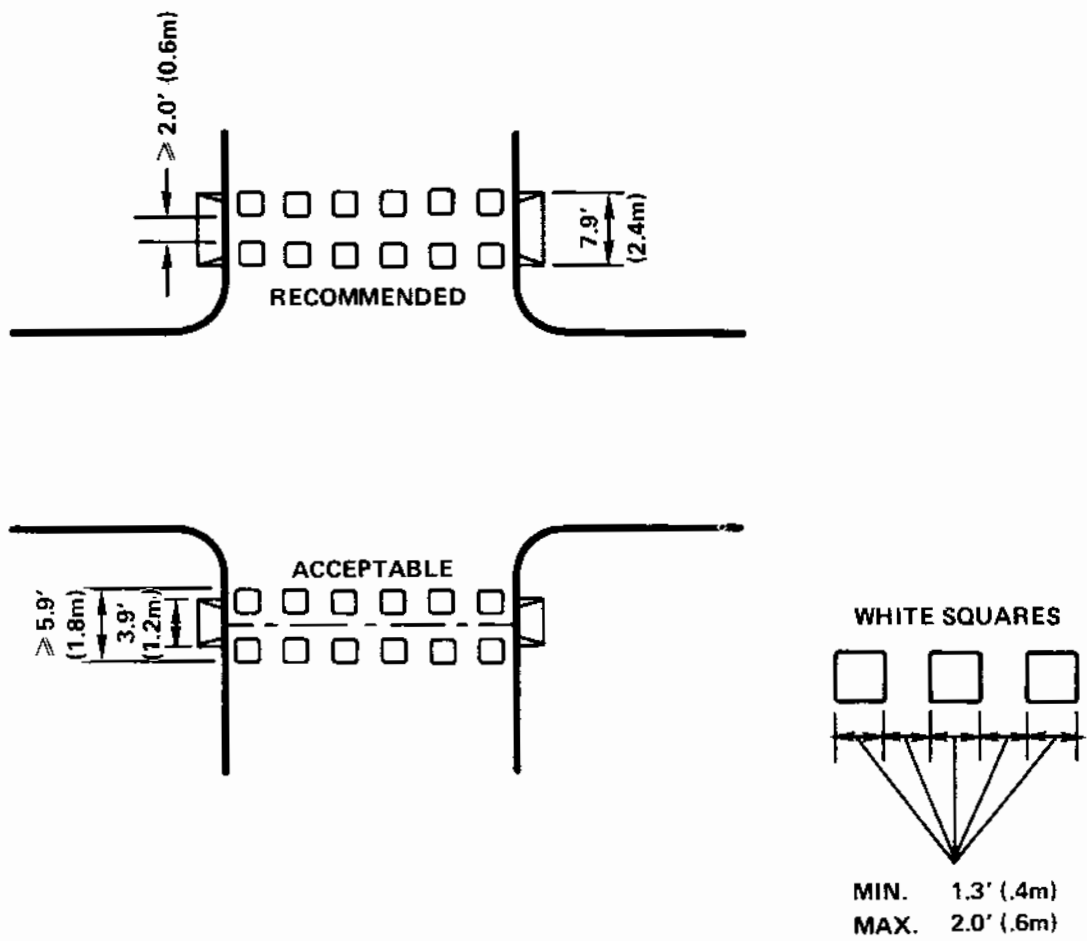 ⩾ 2.0' (0.6m)
7.9'
(2.4m)
RECOMMENDED
ACCEPTABLE
⩾ 5.9'
(1.8m)
3.9'
(1.2m)
WHITE SQUARES
MIN. 1.3' (.4m)
MAX. 2.0' (.6m)